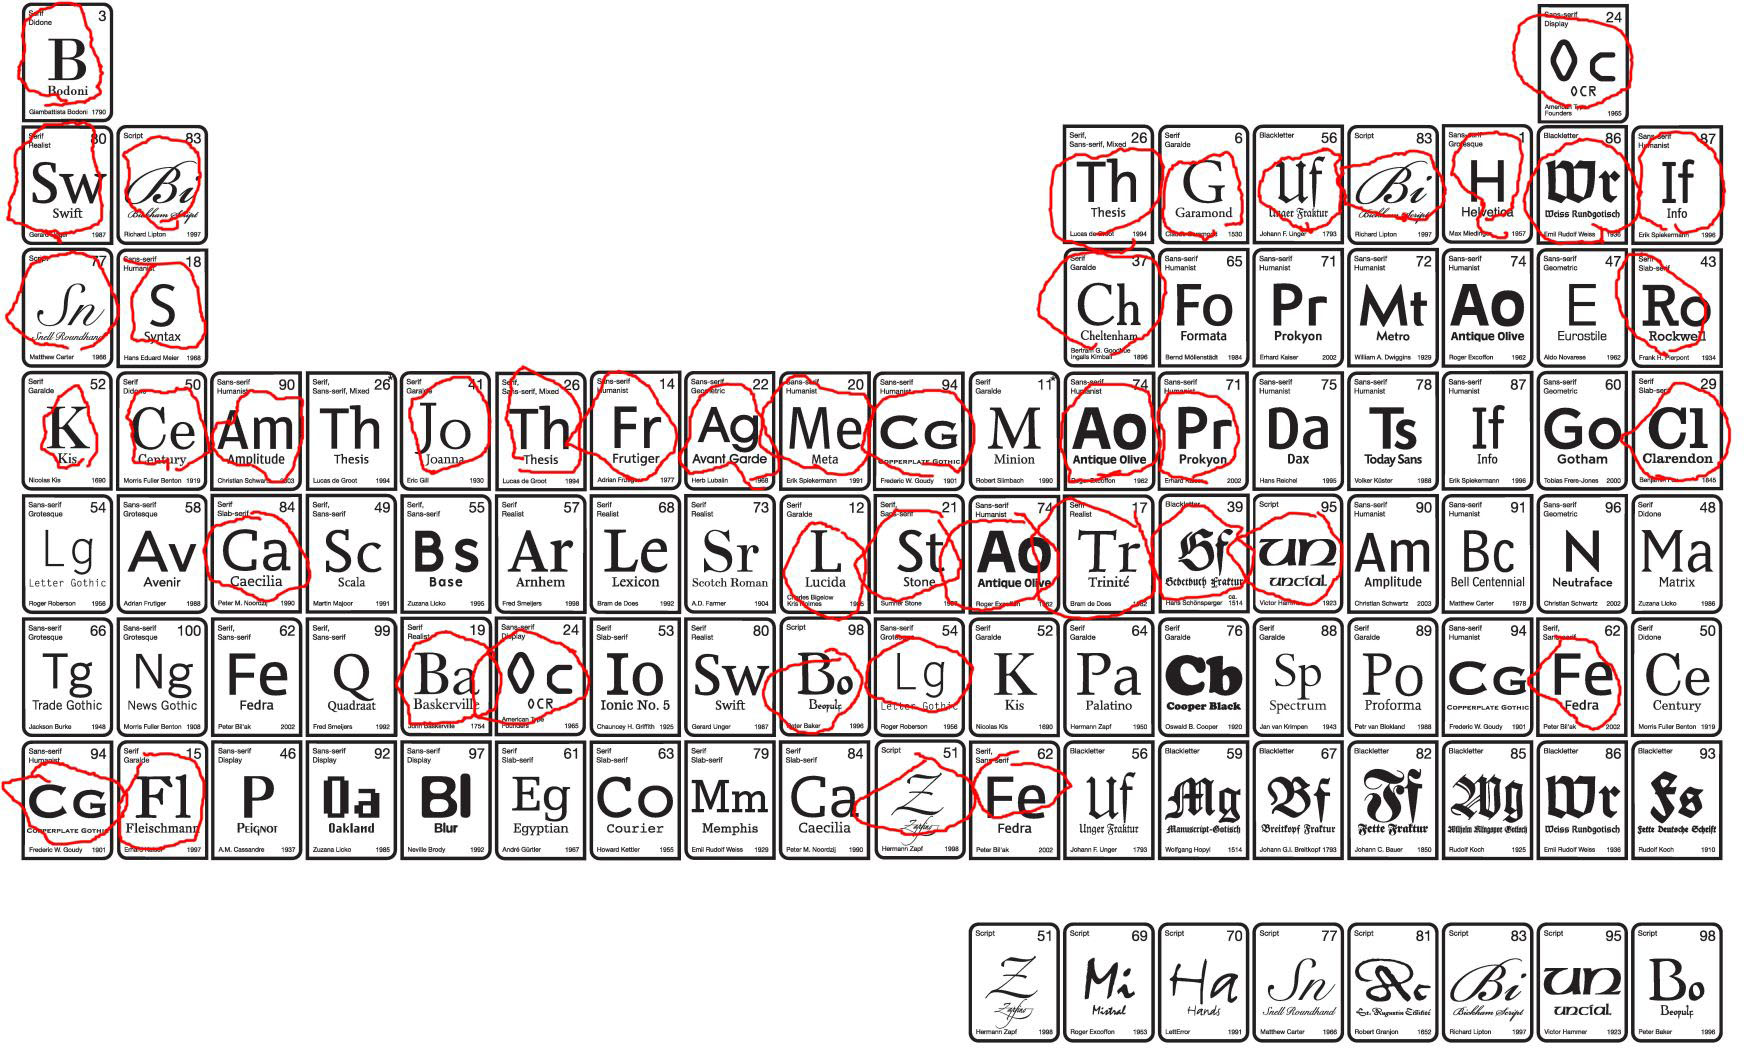 Serif 3 Sans-serif 24
Didone Display
B Oc
Bodoni OCR
Giambattista Bodoni 1790 American Type Founders 1965
Serif 80 Script 83 Serif, 26 Serif 6 Blackletter 56 Script 83 Sans-serif 1 Blackletter 86 Sans-serif 87
Realist Sans-serif, Mixed Garalde Grotesque Humanist
Sw Bi Th G Uf Bi H Wr If
Swift Bickham Script Thesis Garamond Unger Fraktur Bickham Script Helvetica Weiss Rundgotisch Info
Gerard Unger 1987 Richard Lipton 1997 Lucas de Groot 1994 Claude Garamont 1530 Johann F. Unger 1793 Richard Lipton 1997 Max Miedinger 1957 Emil Rudolf Weiss 1936 Erik Spiekermann 1996
Script 77 Sans-serif 18 Serif 37 Sans-serif 65 Sans-serif 71 Sans-serif 72 Sans-serif 74 Sans-serif 47 Serif 43
Humanist Garalde Humanist Humanist Humanist Humanist Geometric Slab-serif
Sn S Ch Fo Pr Mt Ao E Ro
Snell Roundhand Syntax Cheltenham Formata Prokyon Metro Antique Olive Eurostile Rockwell
Matthew Carter 1966 Hans Eduard Meier 1968 Bertram G. Goodhue Ingalls Kimball 1896 Bernd Möllenstädt 1984 Erhard Kaiser 2002 William A. Dwiggins 1929 Roger Excoffon 1962 Aldo Novarese 1962 Frank H. Pierpont 1934
Serif 52 Serif 50 Sans-serif 90 Serif, 26* Serif 41 Serif, 26 Sans-serif 14 Sans-serif 22 Sans-serif 20 Sans-serif 94 Serif 11* Sans-serif 74 Sans-serif 71 Sans-serif 75 Sans-serif 78 Sans-serif 87 Sans-serif 60 Serif 29
Garalde Didone Humanist Sans-serif, Mixed Garalde Sans-serif, Mixed Humanist Geometric Humanist Humanist Garalde Humanist Humanist Humanist Humanist Humanist Geometric Slab-serif
K Ce Am Th Jo Th Fr Ag Me CG M Ao Pr Da Ts If Go Cl
Kis Century Amplitude Thesis Joanna Thesis Frutiger Avant Garde Meta Copperplate Gothic Minion Antique Olive Prokyon Dax Today Sans Info Gotham Clarendon
Nicolas Kis 1690 Morris Fuller Benton 1919 Christian Schwartz 2003 Lucas de Groot 1994 Eric Gill 1930 Lucas de Groot 1994 Adrian Frutiger 1977 Herb Lubalin 1968 Erik Spiekermann 1991 Frederic W. Goudy 1901 Robert Slimbach 1990 Roger Excoffon 1962 Erhard Kaiser 2002 Hans Reichel 1995 Volker Küster 1988 Erik Spiekermann 1996 Tobias Frere-Jones 2000 1845
Sans-serif 54 Sans-serif 58 Serif 84 Serif, 49 Serif, 55 Serif 57 Serif 68 Serif 73 Serif 12 Serif, 21 Sans-serif 74 Serif 17 Blackletter 39 Script 95 Sans-serif 90 Sans-serif 91 Sans-serif 96 Serif 48
Grotesque Grotesque Slab-serif Sans-serif Sans-serif Realist Realist Realist Garalde Sans-serif Humanist Realist Humanist Humanist Geometric Didone
Lg Av Ca Sc Bs Ar Le Sr L St Ao Tr Sf un Am Bc N Ma
Letter Gothic Avenir Caecilia Scala Base Arnhem Lexicon Scotch Roman Lucida Stone Antique Olive Trinité Uncial Amplitude Bell Centennial Neutraface Matrix
Roger Roberson 1956 Adrian Frutiger 1988 Peter M. Noordzij 1990 Martin Majoor 1991 Zuzana Licko 1995 Fred Smeijers 1998 Bram de Does 1992 A.D. Farmer 1904 Charles Bigelow Kris Holmes 1985 Sumner Stone 1987 Roger Excoffon 1962 Bram de Does 1982 Hans Schönsperger ca. 1514 Victor Hammer 1923 Christian Schwartz 2003 Matthew Carter 1978 Christian Schwartz 2002 Zuzana Licko 1986
Sans-serif 66 Sans-serif 100 Serif, 62 Serif, 99 Serif 19 Sans-serif 24 Serif 53 Serif 80 Script 98 Sans-serif 54 Serif 52 Serif 64 Serif 76 Serif 88 Serif 89 Sans-serif 94 Serif, 62 Serif 50
Grotesque Grotesque Sans-serif Sans-serif Realist Display Slab-serif Realist Grotesque Garalde Garalde Garalde Garalde Garalde Humanist Sans-serif Didone
Tg Ng Fe Q Ba Oc Io Sw Bo Lg K Pa Cb Sp Po CG Fe Ce
Trade Gothic News Gothic Fedra Quadraat Baskerville OCR Ionic No. 5 Swift Beowulf Letter Gothic Kis Palatino Cooper Black Spectrum Proforma Copperplate Gothic Fedra Century
Jackson Burke 1948 Morris Fuller Benton 1908 Peter Bil'ak 2002 Fred Smeijers 1992 John Baskerville 1754 American Type Founders 1965 Chauncey H. Griffith 1925 Gerard Unger 1987 Peter Baker 1996 Roger Roberson 1956 Nicolas Kis 1690 Hermann Zapf 1950 Oswald B. Cooper 1920 Jan van Krimpen 1943 Petr van Blokland 1988 Frederic W. Goudy 1901 Peter Bil'ak 2002 Morris Fuller Benton 1919
Sans-serif 94 Serif 15 Sans-serif 46 Sans-serif 92 Sans-serif 97 Serif 61 Serif 63 Serif 79 Serif 84 Script 51 Serif, 62 Blackletter 56 Blackletter 59 Blackletter 67 Blackletter 82 Blackletter 85 Blackletter 86 Blackletter 93
Humanist Garalde Display Display Display Slab-serif Slab-serif Slab-serif Slab-serif Sans-serif
CG Fl P Oa Bl Eg Co Mm Ca Z Fe Uf Mg Bf Ff Wg Wr Fs
Copperplate Gothic Fleischmann Peignot Oakland Blur Egyptian Courier Memphis Caecilia Zapfino Fedra Unger Fraktur Manuscript-Gotisch Breitkopf Fraktur Fette Fraktur Wilhelm Klingspor Gotisch Weiss Rundgotisch Fette Deutsche Schrift
Frederic W. Goudy 1901 Erhard Kaiser 1997 A.M. Cassandre 1937 Zuzana Licko 1985 Neville Brody 1992 André Gürtler 1967 Howard Kettler 1955 Emil Rudolf Weiss 1929 Peter M. Noordzij 1990 Hermann Zapf 1998 Peter Bil'ak 2002 Johann F. Unger 1793 Wolfgang Hopyl 1514 Johann G.I. Breitkopf 1793 Johann C. Bauer 1850 Rudolf Koch 1925 Emil Rudolf Weiss 1936 Rudolf Koch 1910
Script 51 Script 69 Script 70 Script 77 Script 81 Script 83 Script 95 Script 98
Z Mi Ha Sn Ac Bi un Bo
Zapfino Mistral Hands Snell Roundhand St. Augustin Civilité Bickham Script Uncial Beowulf
Hermann Zapf 1998 Roger Excoffon 1953 LettError 1991 Matthew Carter 1966 Robert Granjon 1652 Richard Lipton 1997 Victor Hammer 1923 Peter Baker 1996